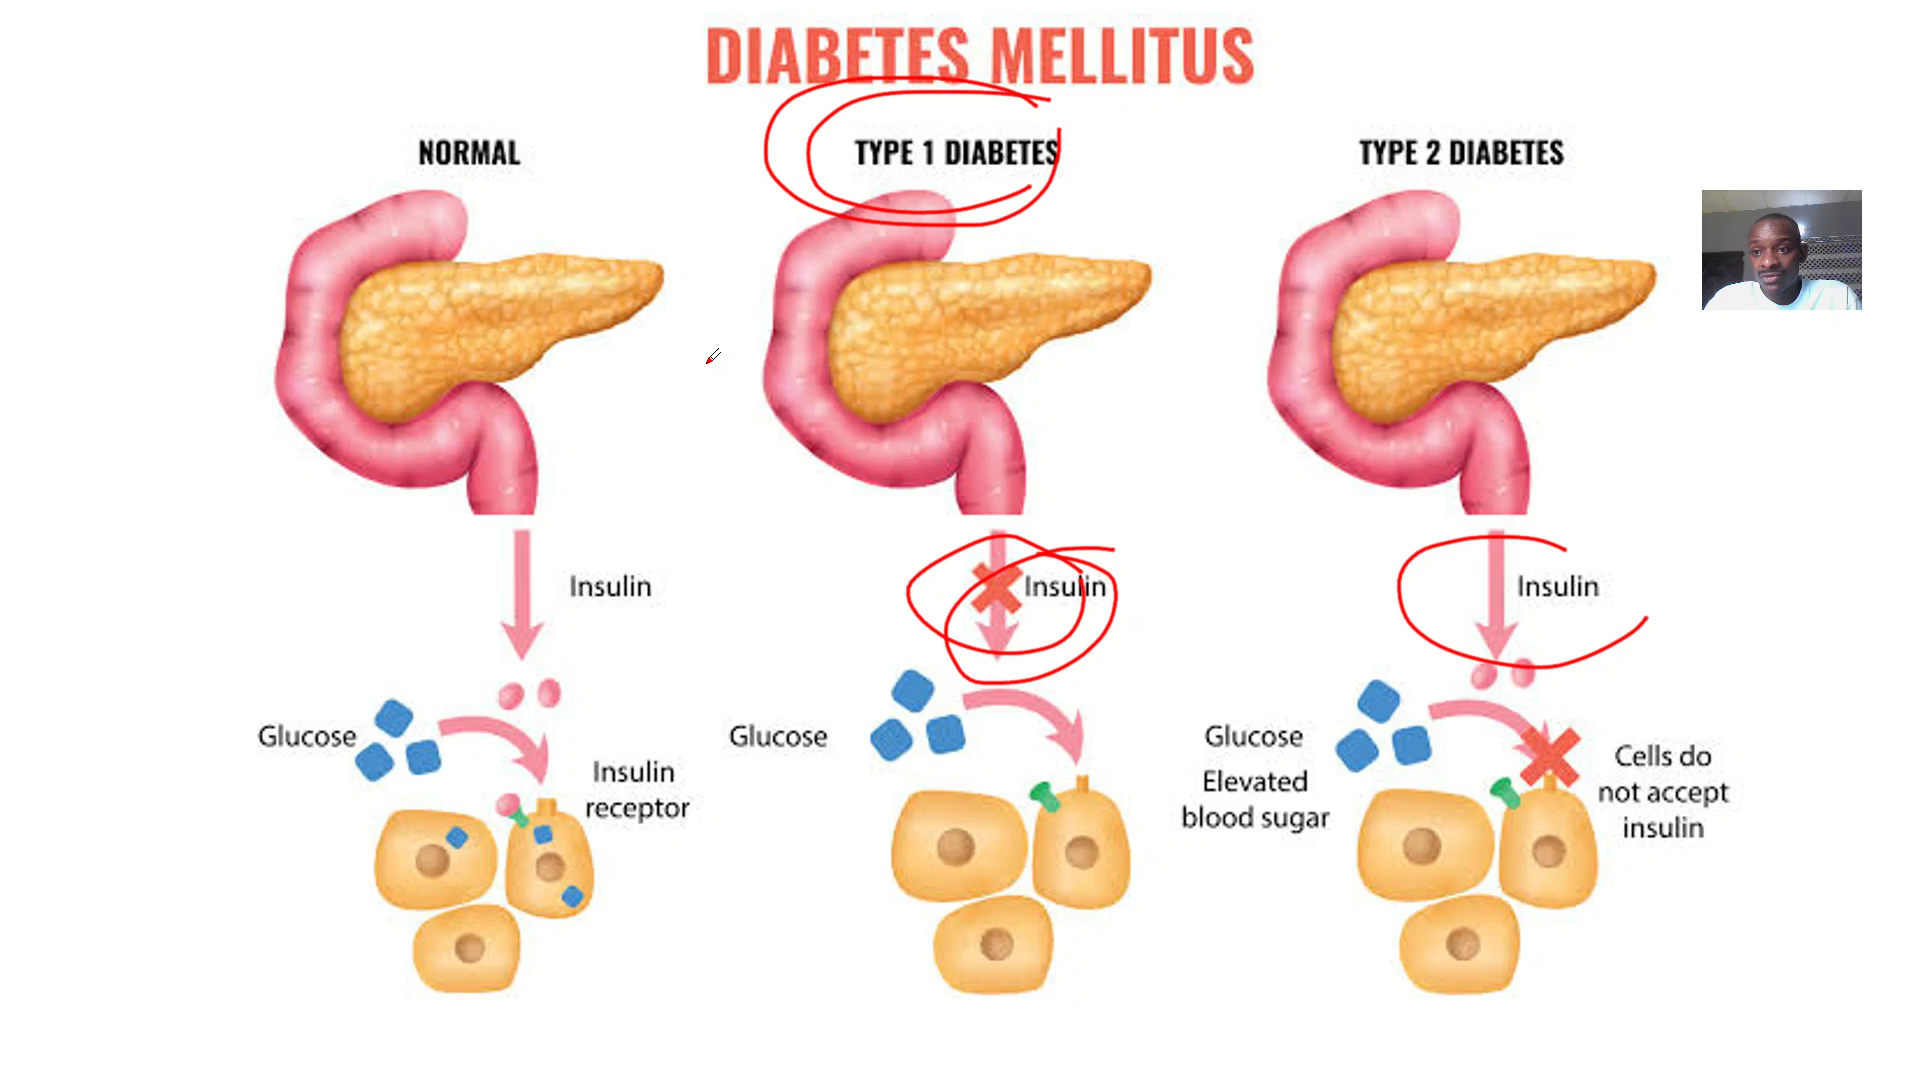 DIABETES MELLITUS
NORMAL
TYPE 1 DIABETES
TYPE 2 DIABETES
Insulin
Insulin
Insulin
Glucose
Insulin
receptor
Glucose
Glucose
Elevated
blood sugar
Cells do
not accept
insulin